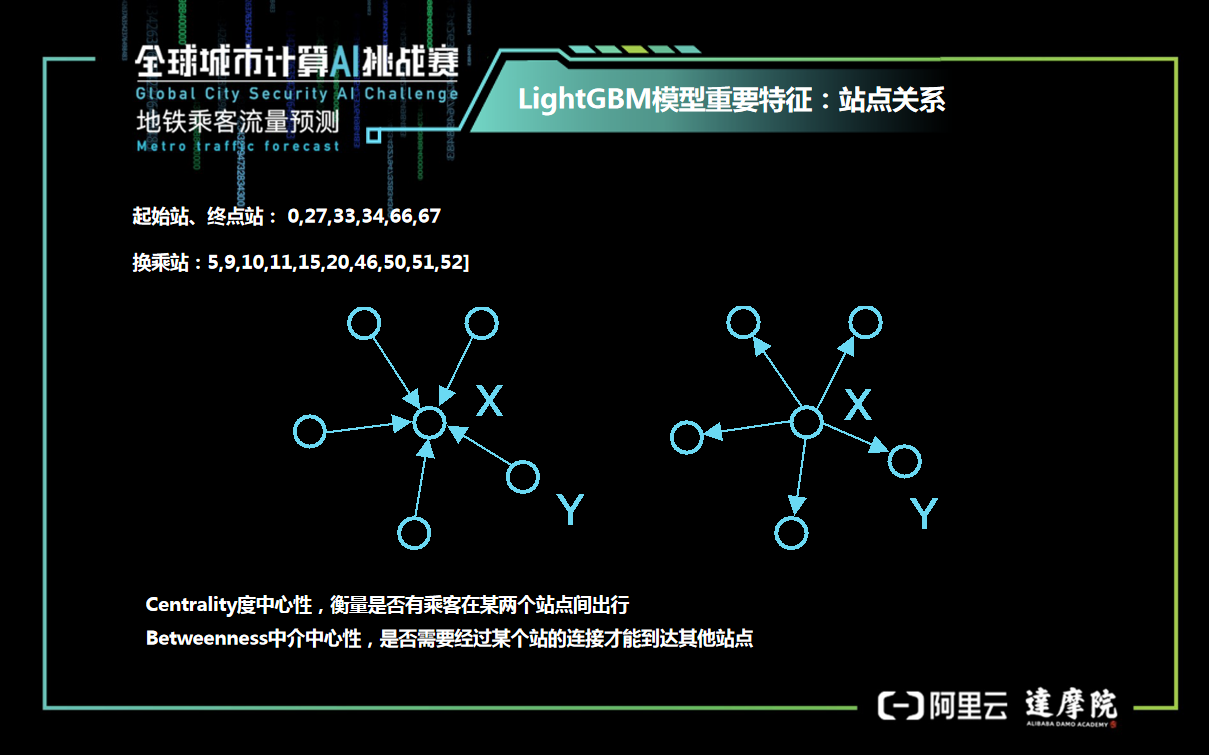 全球城市计算AI挑战赛
Global City Security AI Challenge
地铁乘客流量预测
Metro traffic forecast
LightGBM模型重要特征：站点关系
起始站、终点站： 0,27,33,34,66,67
换乘站：5,9,10,11,15,20,46,50,51,52]
X
Y
X
Y
Centrality度中心性，衡量是否有乘客在某两个站点间出行
Betweenness中介中心性，是否需要经过某个站的连接才能到达其他站点
阿里云
達摩院
ALIBABA DAMO ACADEMY